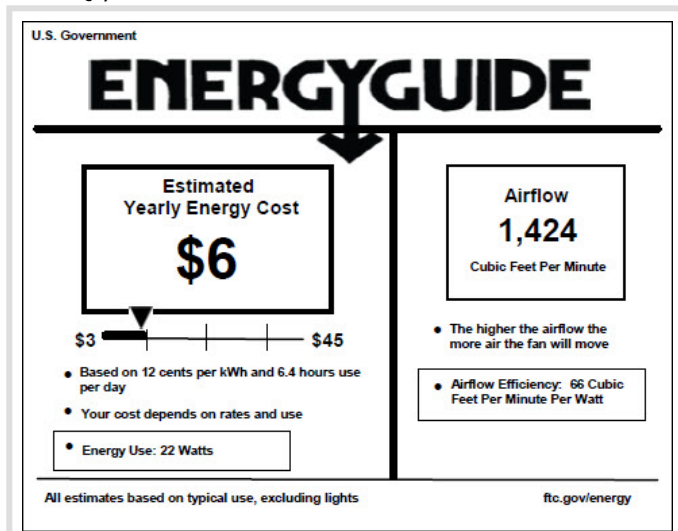 U.S. Government
ENERGYGUIDE
Estimated
Yearly Energy Cost
$6
$3
$45
• Based on 12 cents per kWh and 6.4 hours use
per day
• Your cost depends on rates and use
• Energy Use: 22 Watts
Airflow
1,424
Cubic Feet Per Minute
• The higher the airflow the
more air the fan will move
• Airflow Efficiency: 66 Cubic
Feet Per Minute Per Watt
All estimates based on typical use, excluding lights
ftc.gov/energy